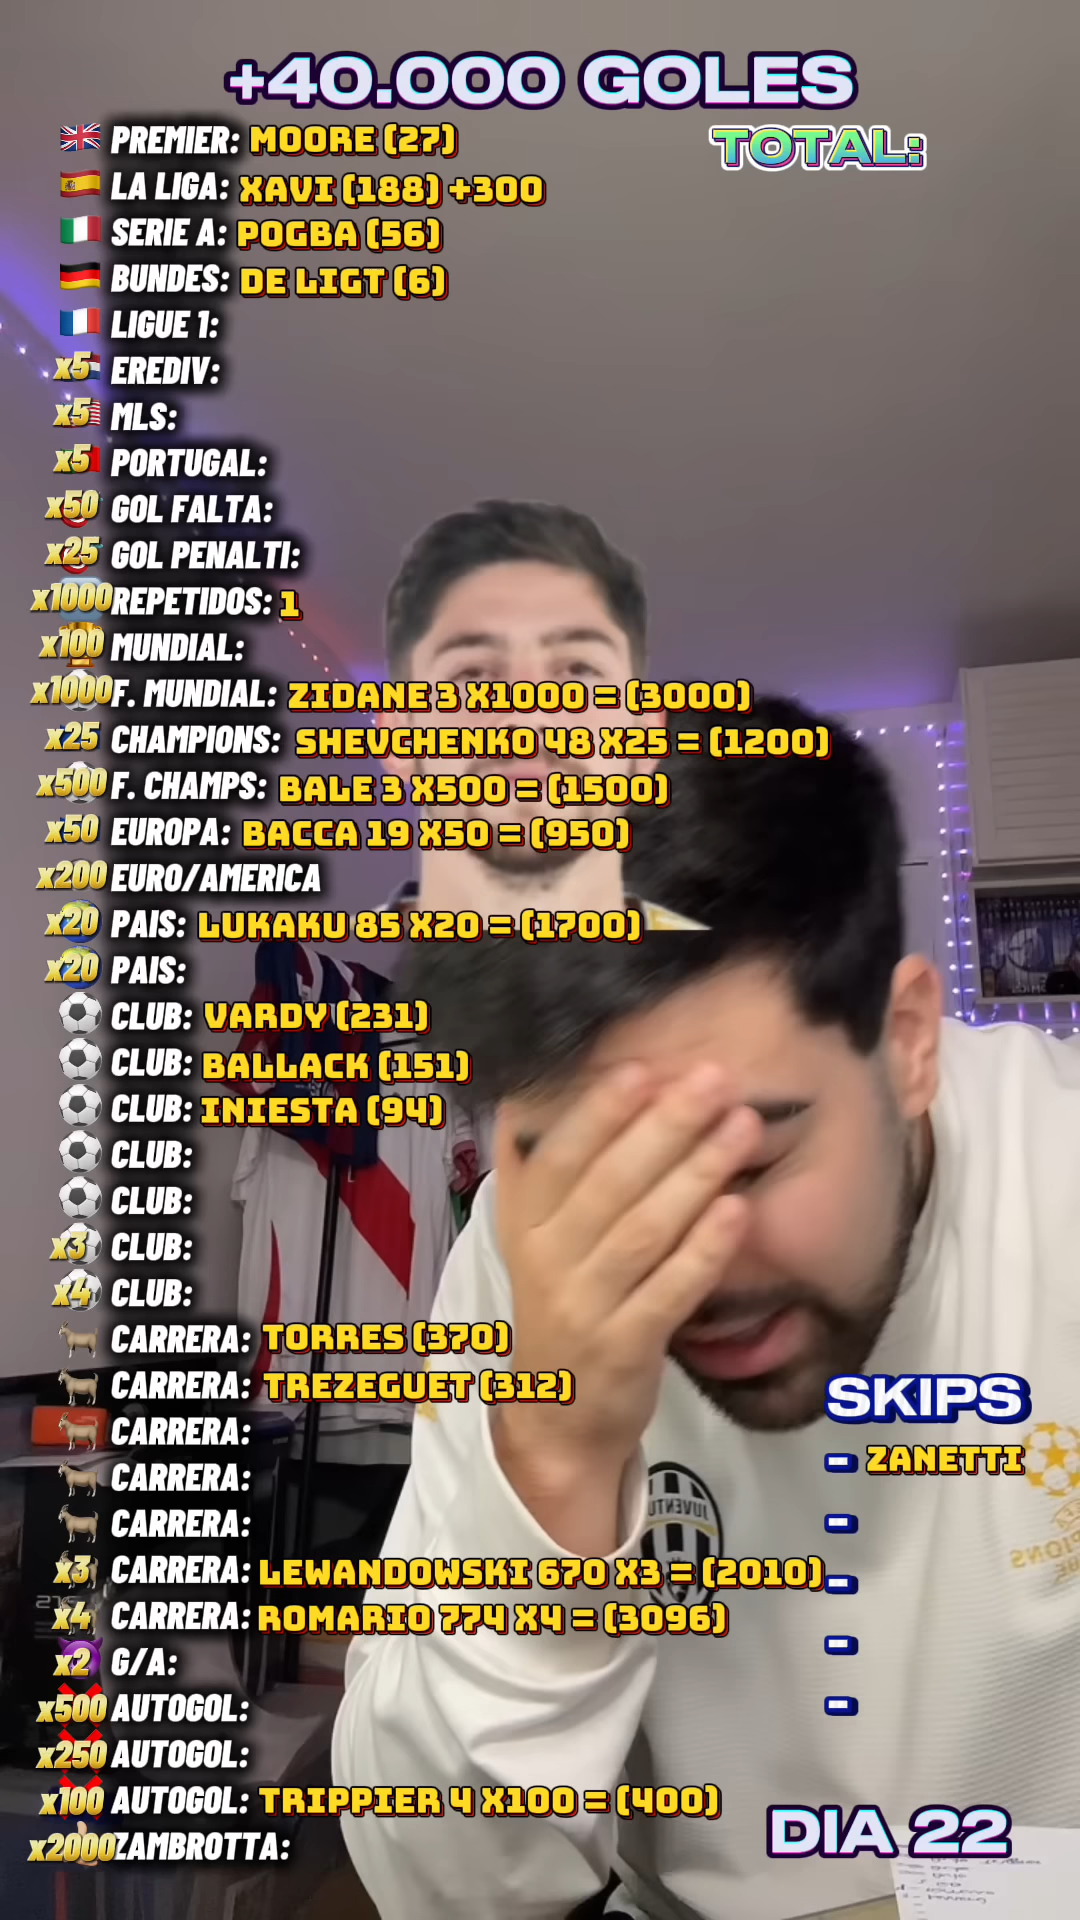 +40.000 GOLES
PREMIER: MOORE (27)
TOTAL:
LA LIGA: XAVI (188) +300
SERIE A: POGBA (56)
BUNDES: DE LIGT (6)
LIGUE 1:
x5 EREDIV:
x5 MLS:
x5 PORTUGAL:
x50 GOL FALTA:
x25 GOL PENALTI:
x1000 REPETIDOS: 1
x100 MUNDIAL:
x1000 F. MUNDIAL: ZIDANE 3 X1000 = (3000)
x25 CHAMPIONS: SHEVCHENKO 48 X25 = (1200)
x500 F. CHAMPS: BALE 3 X500 = (1500)
x50 EUROPA: BACCA 19 X50 = (950)
x200 EURO/AMERICA
x20 PAIS: LUKAKU 85 X20 = (1700)
x20 PAIS:
CLUB: VARDY (231)
CLUB: BALLACK (151)
CLUB: INIESTA (94)
CLUB:
CLUB:
x3 CLUB:
x4 CLUB:
CARRERA: TORRES (370)
CARRERA: TREZEGUET (312)
CARRERA:
CARRERA:
CARRERA:
x3 CARRERA: LEWANDOWSKI 670 X3 = (2010)
x4 CARRERA: ROMARIO 774 X4 = (3096)
x2 G/A:
x500 AUTOGOL:
x250 AUTOGOL:
x100 AUTOGOL: TRIPPIER 4 X100 = (400)
x2000 ZAMBROTTA:
SKIPS
- ZANETTI
-
-
-
-
JUVENTUS
DIA 22